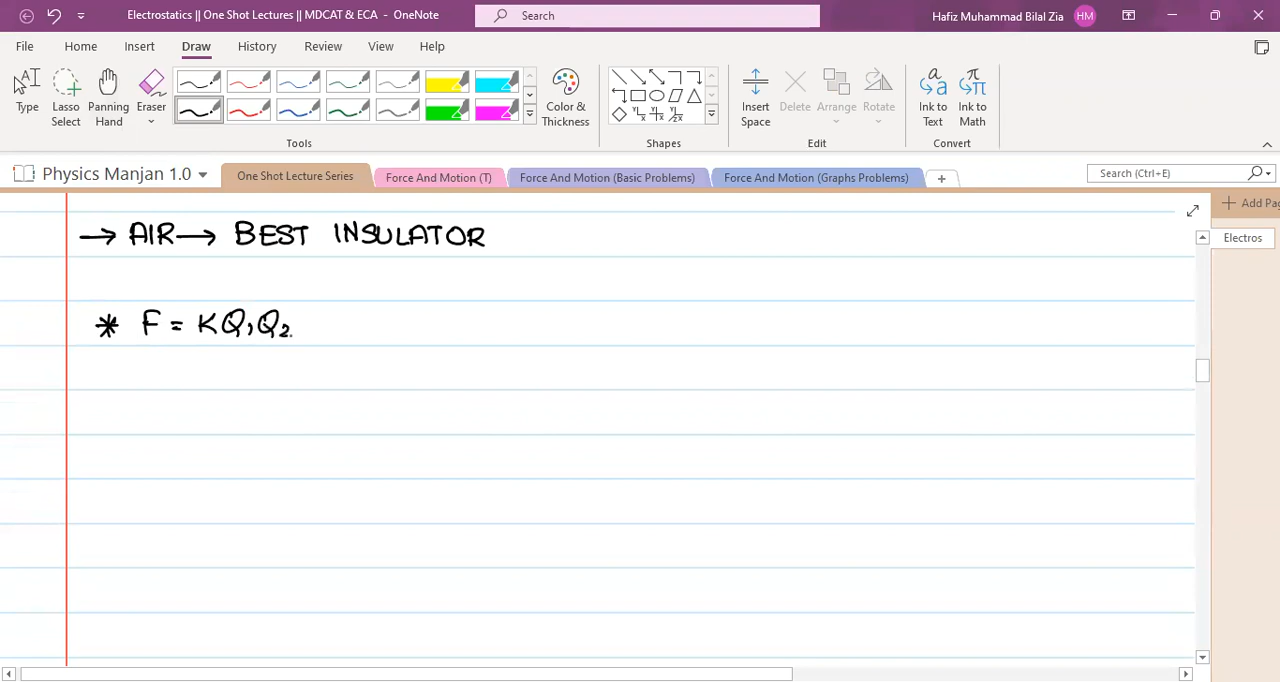 Electrostatics || One Shot Lectures || MDCAT & ECA - OneNote
Search
Hafiz Muhammad Bilal Zia HM
File Home Insert Draw History Review View Help
Type Lasso Select Panning Hand Eraser Color & Thickness Insert Space Delete Arrange Rotate Ink to Text Ink to Math
Tools Shapes Edit Convert
Physics Manjan 1.0 One Shot Lecture Series Force And Motion (T) Force And Motion (Basic Problems) Force And Motion (Graphs Problems) + Search (Ctrl+E)
+ Add Pag
Electros
→ AIR → BEST INSULATOR
* F = KQ1Q2